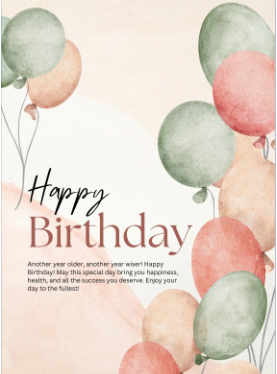 Happy
Birthday
Another year older, another year wiser! Happy
Birthday! May this special day bring you happiness,
health, and all the success you deserve. Enjoy your
day to the fullest!